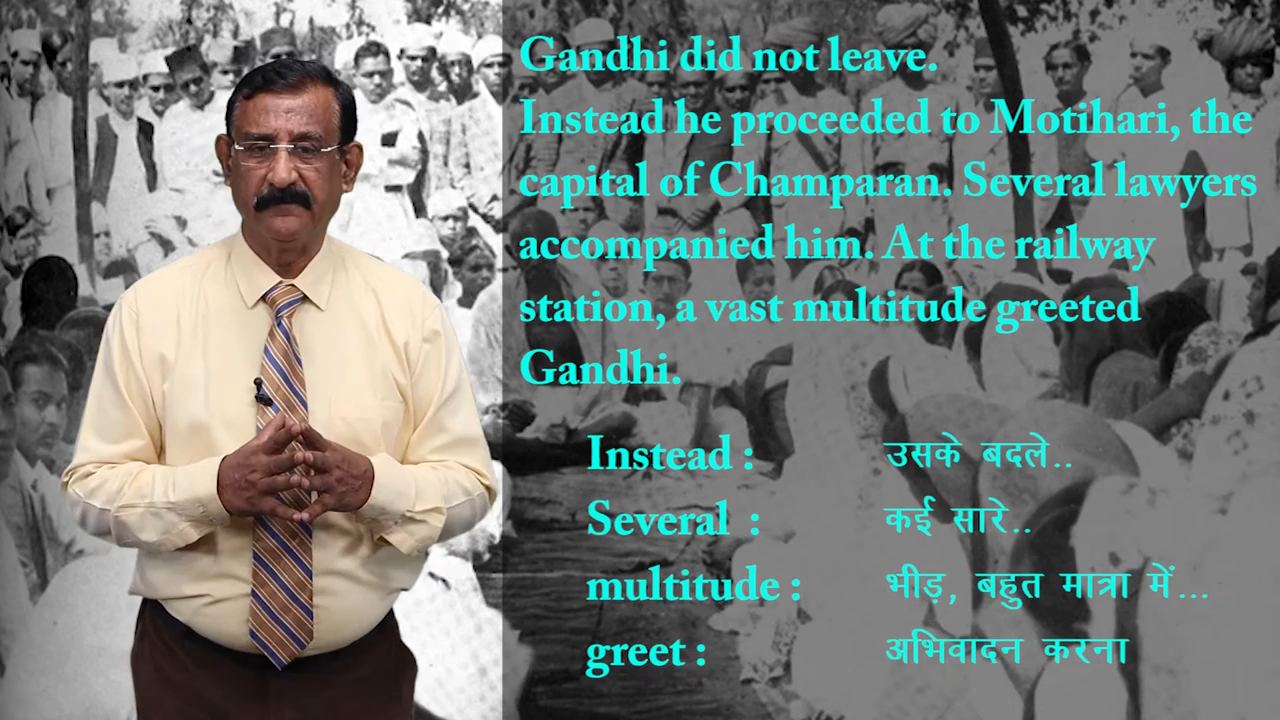 Gandhi did not leave.
Instead he proceeded to Motihari, the
capital of Champaran. Several lawyers
accompanied him. At the railway
station, a vast multitude greeted
Gandhi.
Instead : उसके बदले..
Several : कई सारे..
multitude : भीड़, बहुत मात्रा में...
greet : अभिवादन करना